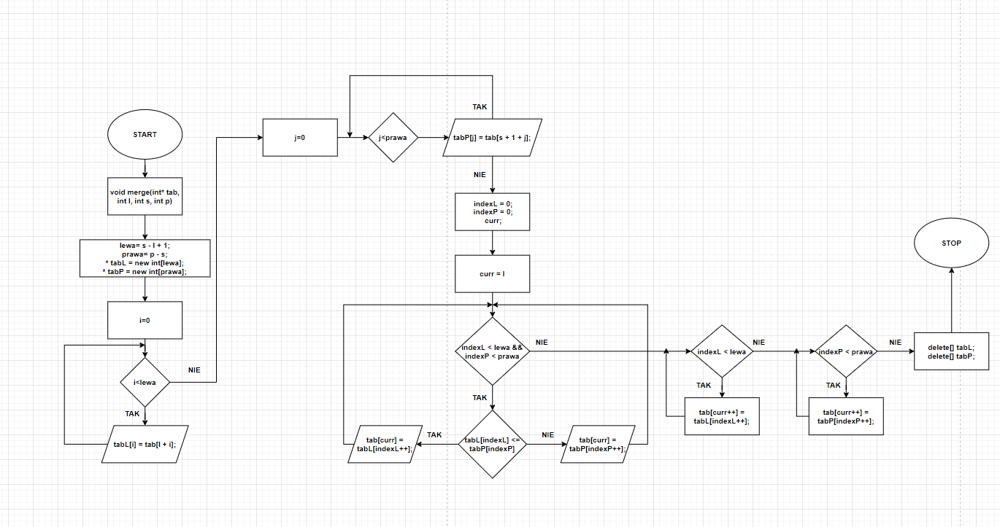 START
void merge(int* tab,
int l, int s, int p)
lewa= s - l + 1;
prawa= p - s;
* tabL = new int[lewa];
* tabP = new int[prawa];
i=0
i<lewa
NIE
TAK
tabL[i] = tab[l + i];
j=0
j<prawa
TAK
tabP[j] = tab[s + 1 + j];
NIE
indexL = 0;
indexP = 0;
curr;
curr = l
indexL < lewa &&
indexP < prawa
NIE
TAK
tabL[indexL] <=
tabP[indexP]
TAK
tab[curr] =
tabL[indexL++];
NIE
tab[curr] =
tabP[indexP++];
indexL < lewa
NIE
TAK
tab[curr++] =
tabL[indexL++];
indexP < prawa
NIE
TAK
tab[curr++] =
tabP[indexP++];
delete[] tabL;
delete[] tabP;
STOP